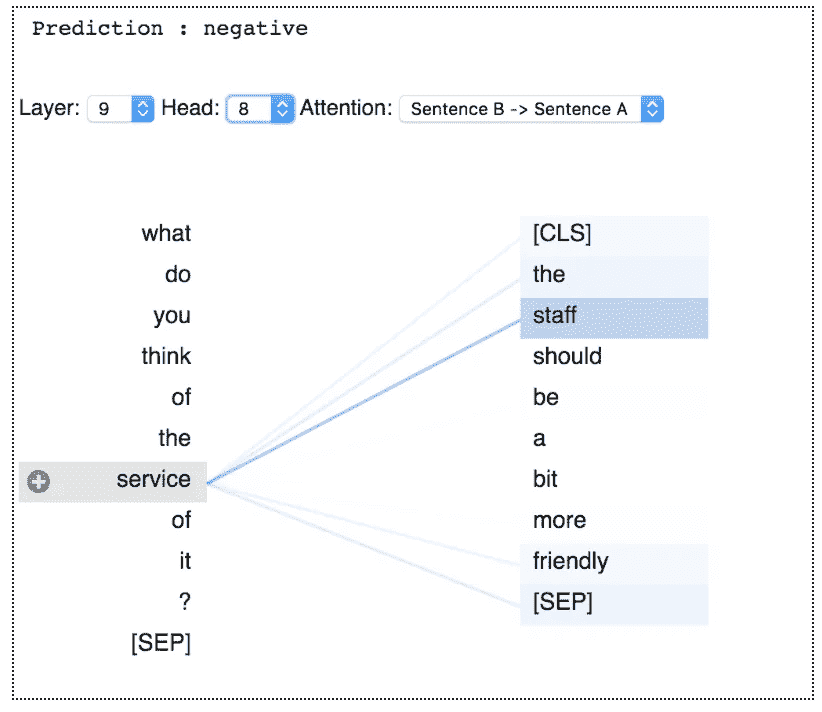 Prediction : negative
Layer: 9 Head: 8 Attention: Sentence B -> Sentence A
what [CLS]
do the
you staff
think should
of be
the a
service bit
of more
it friendly
? [SEP]
[SEP]